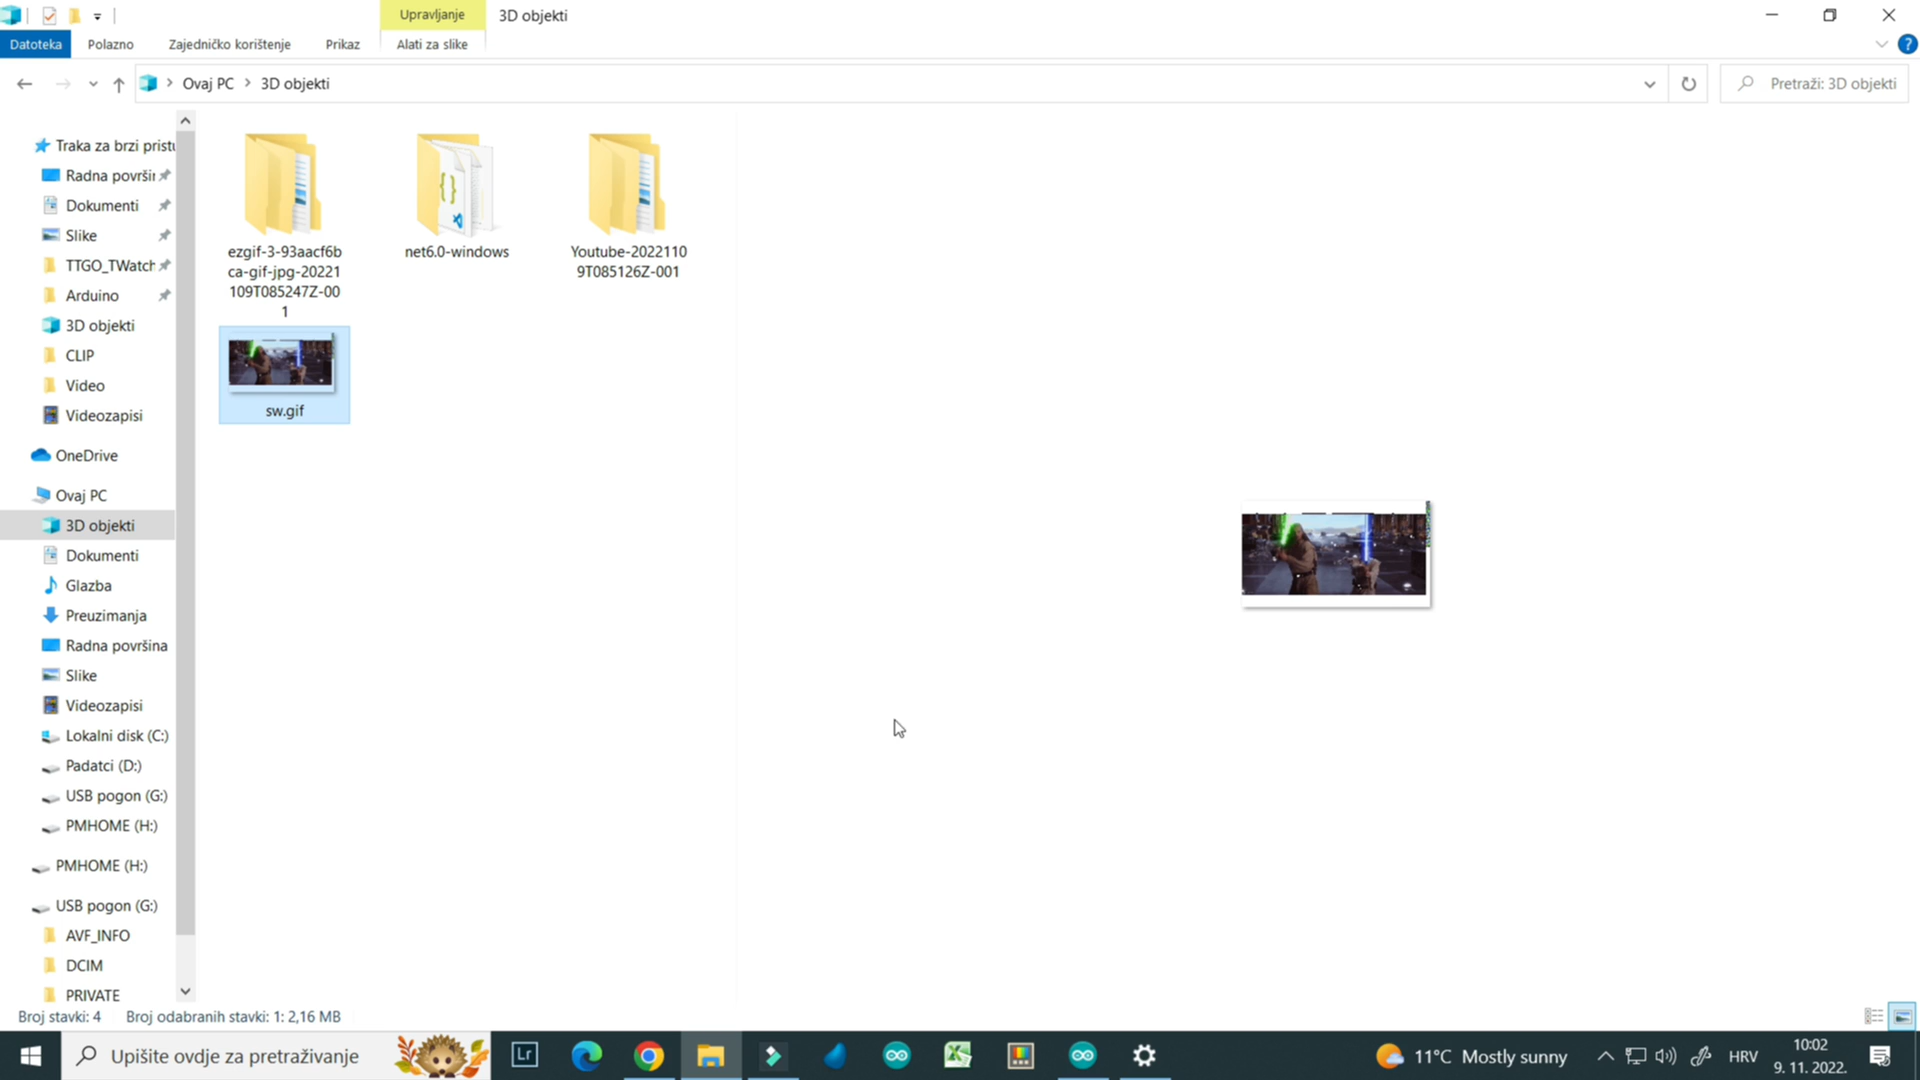 Upravljanje
3D objekti
Datoteka
Polazno
Zajedničko korištenje
Prikaz
Alati za slike
?
Ovaj PC
3D objekti
Pretraži: 3D objekti
Traka za brzi pristu
Radna površin
Dokumenti
Slike
TTGO_TWatch
Arduino
3D objekti
CLIP
Video
Videozapisi
OneDrive
Ovaj PC
3D objekti
Dokumenti
Glazba
Preuzimanja
Radna površina
Slike
Videozapisi
Lokalni disk (C:)
Padatci (D:)
USB pogon (G:)
PMHOME (H:)
PMHOME (H:)
USB pogon (G:)
AVF_INFO
DCIM
PRIVATE
ezgif-3-93aacf6b
ca-gif-jpg-20221
109T085247Z-00
1
net6.0-windows
Youtube-2022110
9T085126Z-001
sw.gif
Broj stavki: 4
Broj odabranih stavki: 1: 2,16 MB
Upišite ovdje za pretraživanje
Lr
11°C Mostly sunny
HRV
10:02
9. 11. 2022.